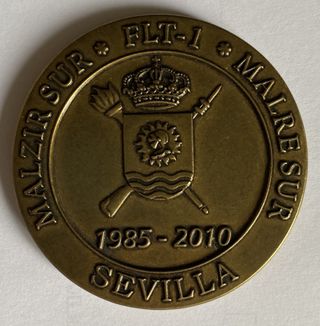 MALZIR SUR * FLT-1 * MALRE SUR
1985-2010
SEVILLA